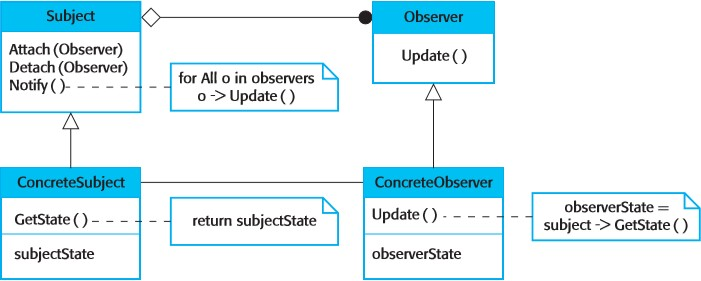 Subject
Attach (Observer)
Detach (Observer)
Notify ( )
for All o in observers
o -> Update ( )
Observer
Update ( )
ConcreteSubject
GetState ( )
subjectState
return subjectState
ConcreteObserver
Update ( )
observerState
observerState =
subject -> GetState ( )